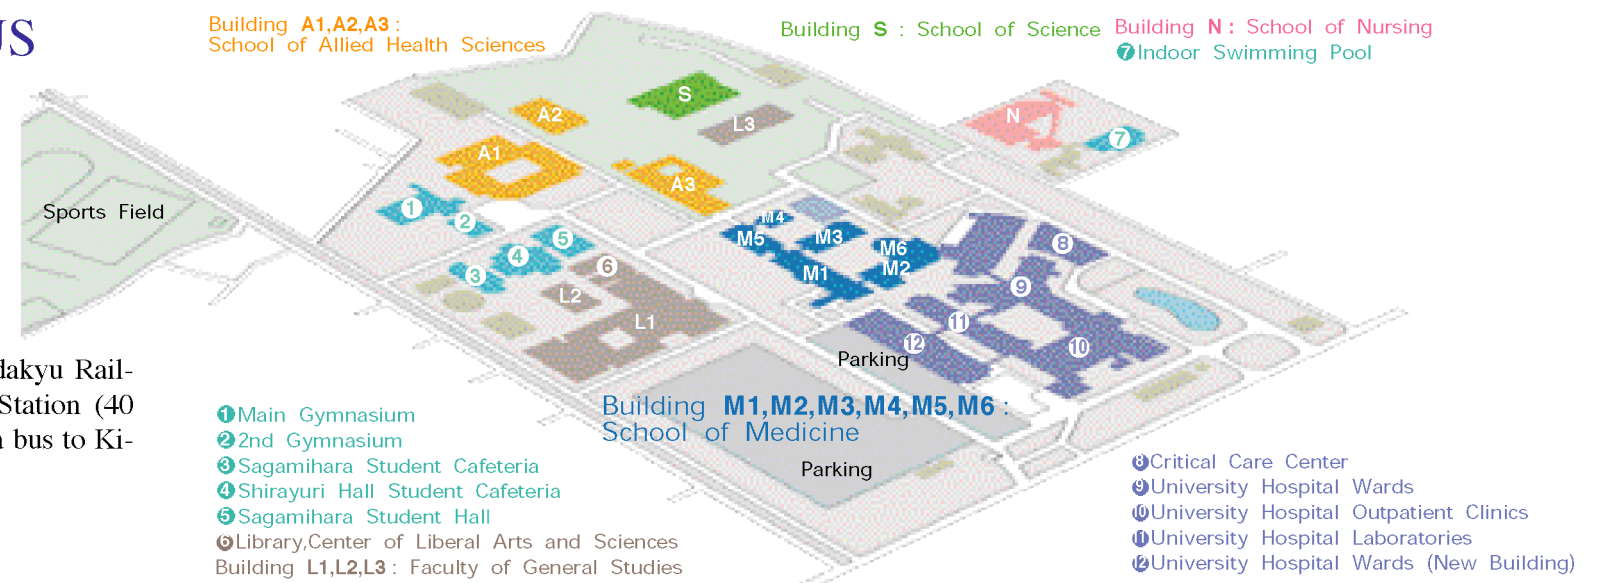 US
Building A1,A2,A3 :
School of Allied Health Sciences
Building S : School of Science
Building N : School of Nursing
7 Indoor Swimming Pool
S
A2
L3
N
7
A1
A3
Sports Field
1
2
M4
M5
M3
M6
8
5
4
6
M1
M2
3
9
L2
L1
11
12
10
Parking
dakyu Rail-
Station (40
a bus to Ki-
Building M1,M2,M3,M4,M5,M6 :
School of Medicine
Parking
1 Main Gymnasium
2 2nd Gymnasium
3 Sagamihara Student Cafeteria
4 Shirayuri Hall Student Cafeteria
5 Sagamihara Student Hall
6 Library,Center of Liberal Arts and Sciences
Building L1,L2,L3 : Faculty of General Studies
8 Critical Care Center
9 University Hospital Wards
10 University Hospital Outpatient Clinics
11 University Hospital Laboratories
12 University Hospital Wards (New Building)